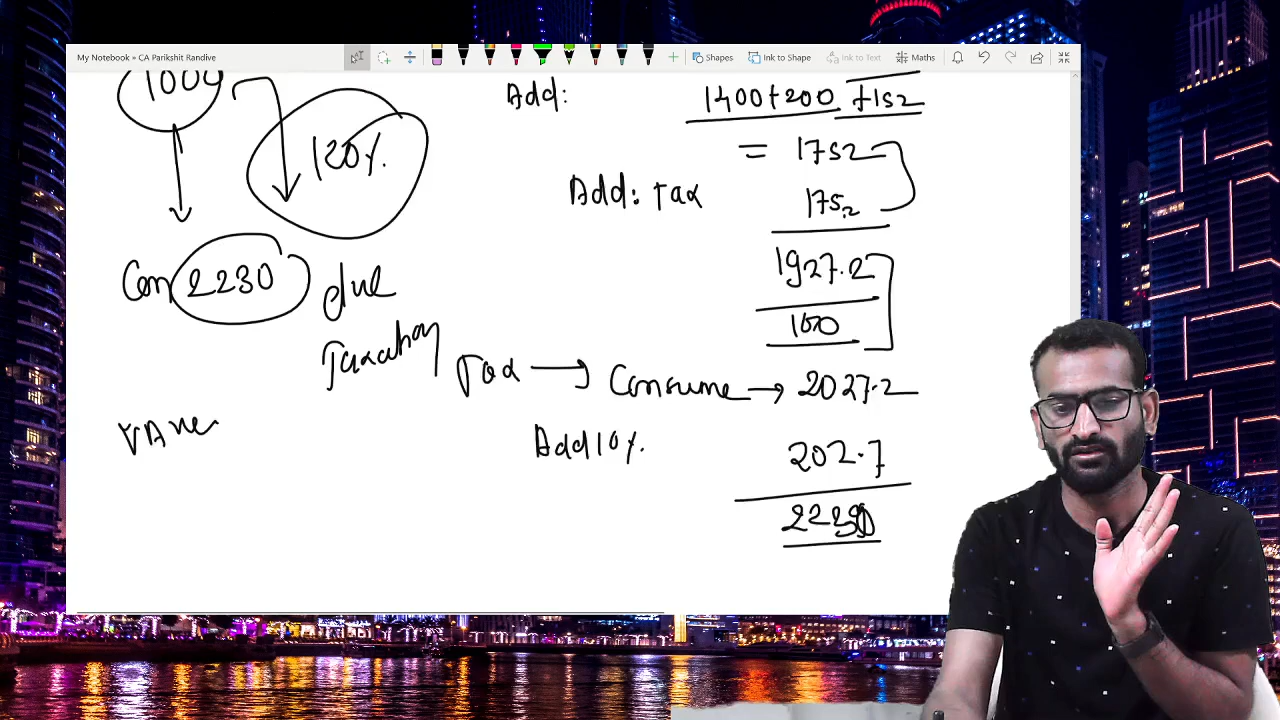 My Notebook » CA Parikshit Randive
Shapes
Ink to Shape
Ink to Text
Maths
1000
120%
Con 2230 due
Taxation
Add: 1400+200 +152
= 1752
Add: Tax 175.2
1927.2
100
Tax → Consume → 2027.2
Add 10%. 202.7
2230